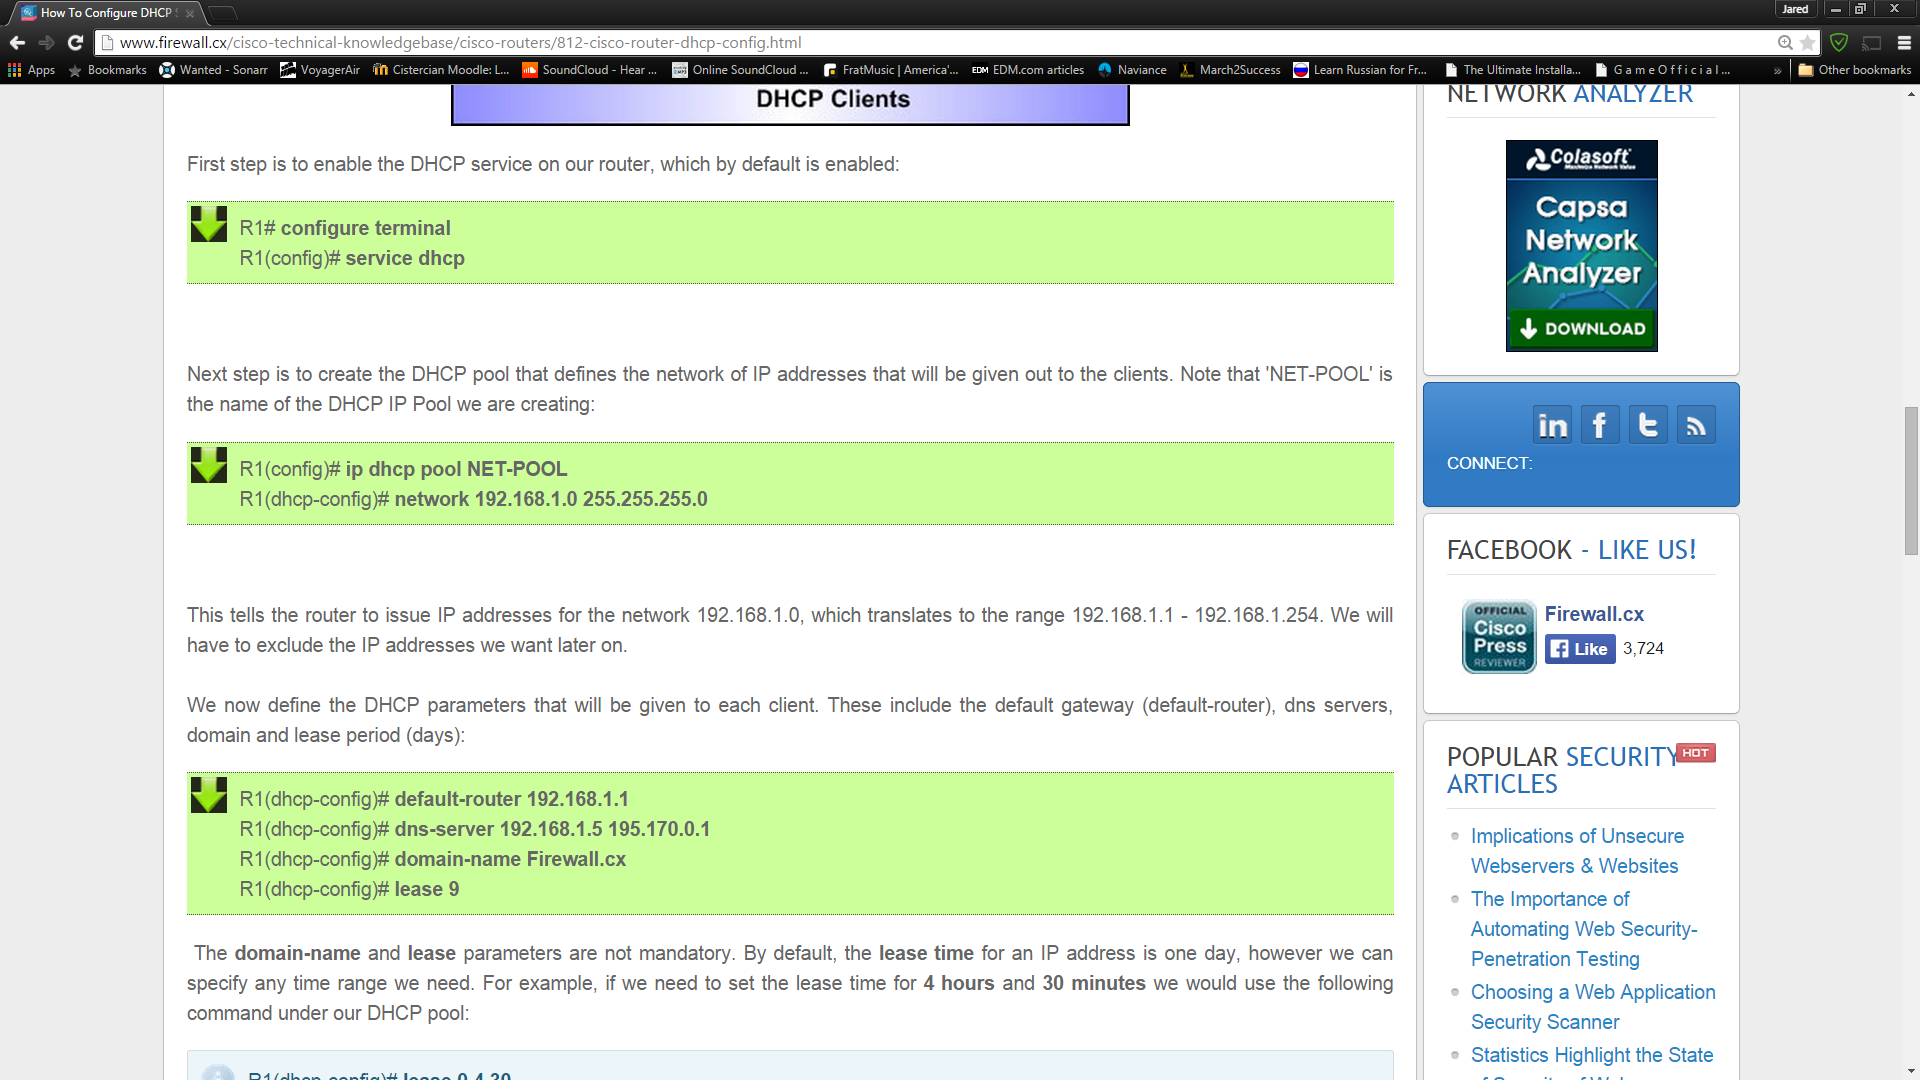 How To Configure DHCP S
Jared
www.firewall.cx/cisco-technical-knowledgebase/cisco-routers/812-cisco-router-dhcp-config.html
Apps
Bookmarks
Wanted - Sonarr
VoyagerAir
Cistercian Moodle: L...
SoundCloud - Hear ...
Online SoundCloud ...
FratMusic | America'...
EDM EDM.com articles
Naviance
March2Success
Learn Russian for Fr...
The Ultimate Installa...
G a m e O f f i c i a l ...
»
Other bookmarks
DHCP Clients
First step is to enable the DHCP service on our router, which by default is enabled:
R1# configure terminal
R1(config)# service dhcp
Next step is to create the DHCP pool that defines the network of IP addresses that will be given out to the clients. Note that 'NET-POOL' is
the name of the DHCP IP Pool we are creating:
R1(config)# ip dhcp pool NET-POOL
R1(dhcp-config)# network 192.168.1.0 255.255.255.0
This tells the router to issue IP addresses for the network 192.168.1.0, which translates to the range 192.168.1.1 - 192.168.1.254. We will
have to exclude the IP addresses we want later on.
We now define the DHCP parameters that will be given to each client. These include the default gateway (default-router), dns servers,
domain and lease period (days):
R1(dhcp-config)# default-router 192.168.1.1
R1(dhcp-config)# dns-server 192.168.1.5 195.170.0.1
R1(dhcp-config)# domain-name Firewall.cx
R1(dhcp-config)# lease 9
The domain-name and lease parameters are not mandatory. By default, the lease time for an IP address is one day, however we can
specify any time range we need. For example, if we need to set the lease time for 4 hours and 30 minutes we would use the following
command under our DHCP pool:
R1(dhcp-config)# lease 0 4 30
NETWORK ANALYZER
Colasoft
Capsa
Network
Analyzer
DOWNLOAD
CONNECT:
FACEBOOK - LIKE US!
OFFICIAL
Cisco
Press
REVIEWER
Firewall.cx
Like 3,724
POPULAR SECURITY HOT
ARTICLES
Implications of Unsecure
Webservers & Websites
The Importance of
Automating Web Security-
Penetration Testing
Choosing a Web Application
Security Scanner
Statistics Highlight the State